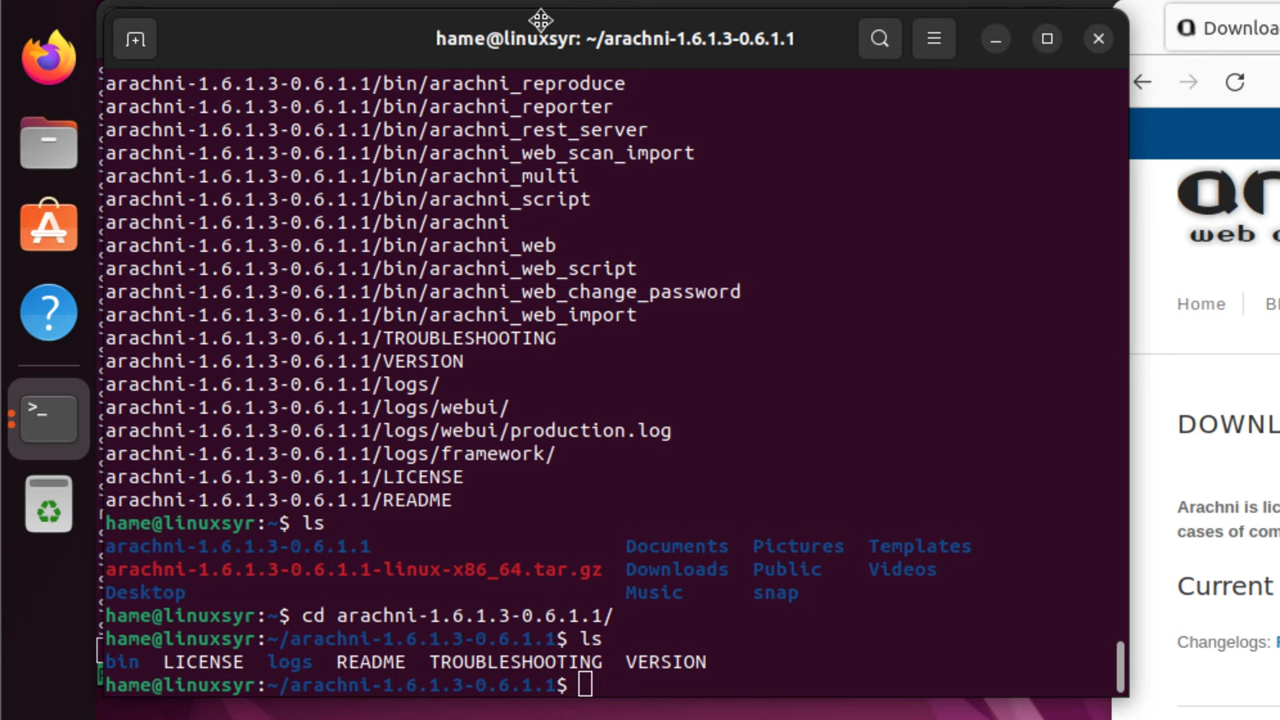 hame@linuxsyr: ~/arachni-1.6.1.3-0.6.1.1
arachni-1.6.1.3-0.6.1.1/bin/arachni_reproduce
arachni-1.6.1.3-0.6.1.1/bin/arachni_reporter
arachni-1.6.1.3-0.6.1.1/bin/arachni_rest_server
arachni-1.6.1.3-0.6.1.1/bin/arachni_web_scan_import
arachni-1.6.1.3-0.6.1.1/bin/arachni_multi
arachni-1.6.1.3-0.6.1.1/bin/arachni_script
arachni-1.6.1.3-0.6.1.1/bin/arachni
arachni-1.6.1.3-0.6.1.1/bin/arachni_web
arachni-1.6.1.3-0.6.1.1/bin/arachni_web_script
arachni-1.6.1.3-0.6.1.1/bin/arachni_web_change_password
arachni-1.6.1.3-0.6.1.1/bin/arachni_web_import
arachni-1.6.1.3-0.6.1.1/TROUBLESHOOTING
arachni-1.6.1.3-0.6.1.1/VERSION
arachni-1.6.1.3-0.6.1.1/logs/
arachni-1.6.1.3-0.6.1.1/logs/webui/
arachni-1.6.1.3-0.6.1.1/logs/webui/production.log
arachni-1.6.1.3-0.6.1.1/logs/framework/
arachni-1.6.1.3-0.6.1.1/LICENSE
arachni-1.6.1.3-0.6.1.1/README
hame@linuxsyr:~$ ls
arachni-1.6.1.3-0.6.1.1 Documents Pictures Templates
arachni-1.6.1.3-0.6.1.1-linux-x86_64.tar.gz Downloads Public Videos
Desktop Music snap
hame@linuxsyr:~$ cd arachni-1.6.1.3-0.6.1.1/
hame@linuxsyr:~/arachni-1.6.1.3-0.6.1.1$ ls
bin LICENSE logs README TROUBLESHOOTING VERSION
hame@linuxsyr:~/arachni-1.6.1.3-0.6.1.1$
Downloa
web
Home
DOWNL
Arachni is lic
cases of com
Current
Changelogs: